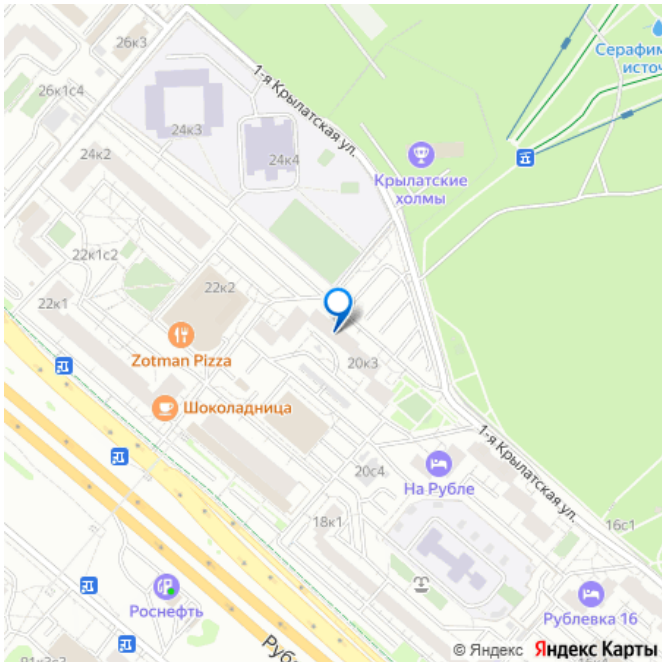 26к3
26к1с4
1-я Крылатская ул.
Серафим
источ
24к3
24к4
24к2
Крылатские
холмы
22к1с2
22к2
22к1
Zotman Pizza
20к3
Шоколадница
1-я Крылатская ул.
20с4
На Рубле
18к1
16с1
Роснефть
Рублевка 16
Рубл
© Яндекс Яндекс Карты